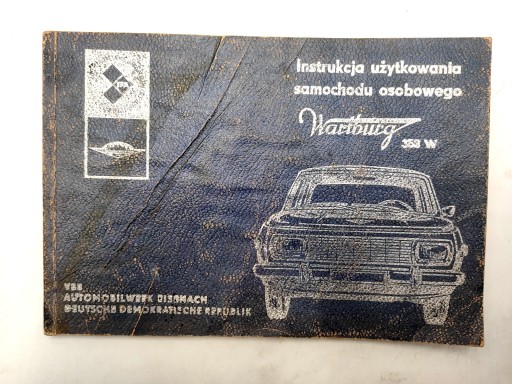 Instrukcja użytkowania
samochodu osobowego
Wartburg
353 W
VEB
AUTOMOBILWERK EISENACH
DEUTSCHE DEMOKRATISCHE REPUBLIK